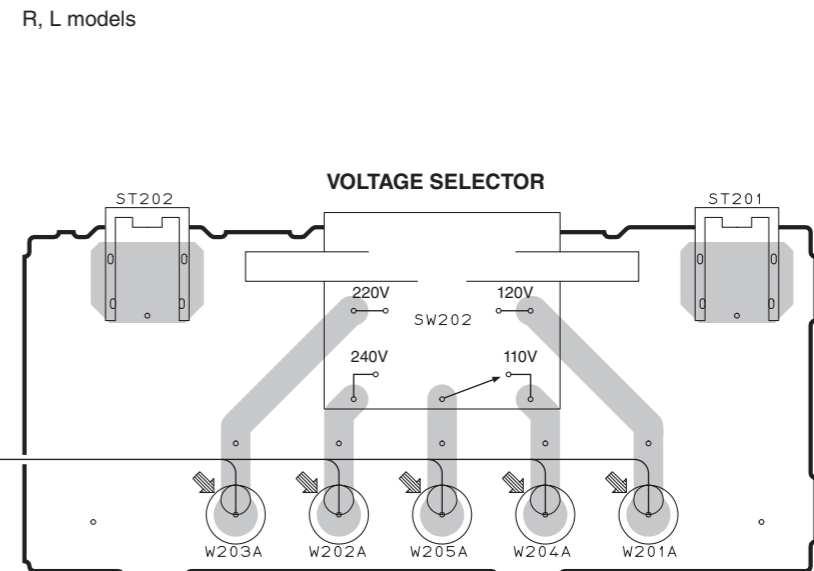 R, L models
VOLTAGE SELECTOR
ST202
ST201
220V
120V
SW202
240V
110V
W203A
W202A
W205A
W204A
W201A